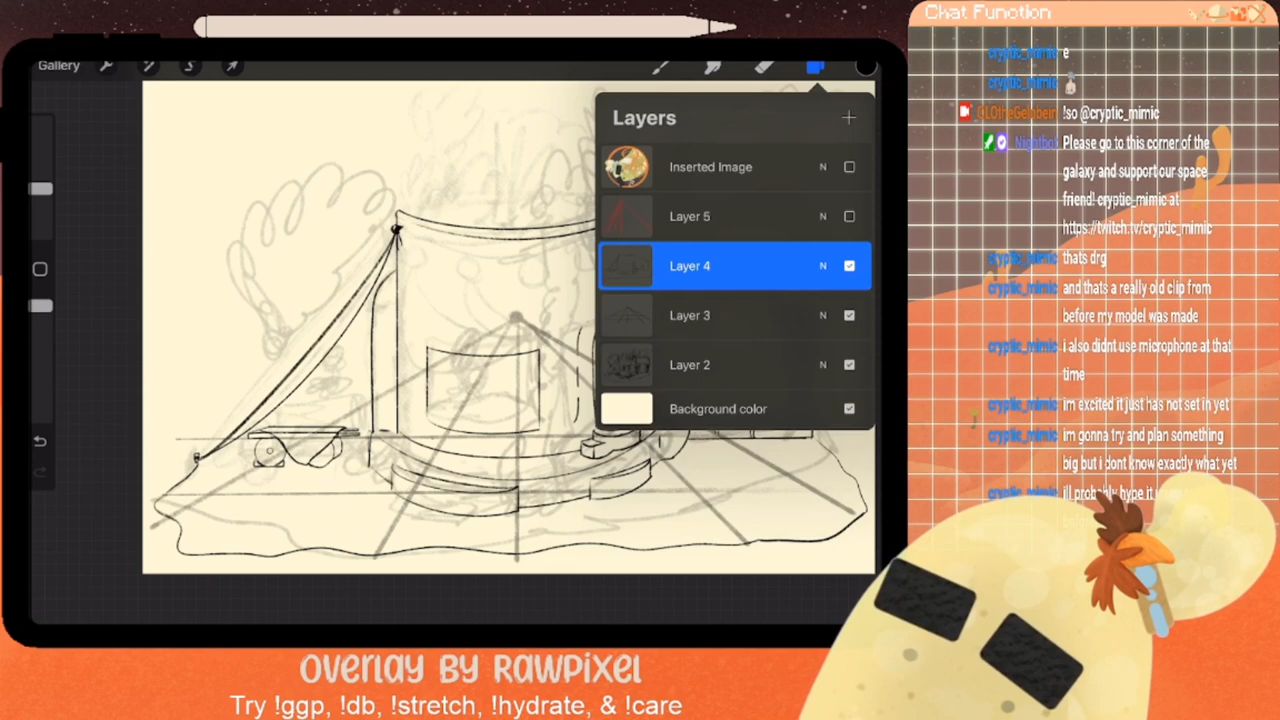 Gallery
Layers
Inserted Image N
Layer 5 N
Layer 4 N
Layer 3 N
Layer 2 N
Background color
Chat Function
cryptic_mimic e
cryptic_mimic
!so @cryptic_mimic
Nightbot Please go to this corner of the
galaxy and support our space
friend! cryptic_mimic at
https://twitch.tv/cryptic_mimic
cryptic_mimic thats drg
cryptic_mimic and thats a really old clip from
before my model was made
cryptic_mimic i also didnt use microphone at that
time
cryptic_mimic im excited it just has not set in yet
cryptic_mimic im gonna try and plan something
big but i dont know exactly what yet
cryptic_mimic ill probably hype it
OVERLAY BY RAWPIXEL
Try !ggp, !db, !stretch, !hydrate, & !care